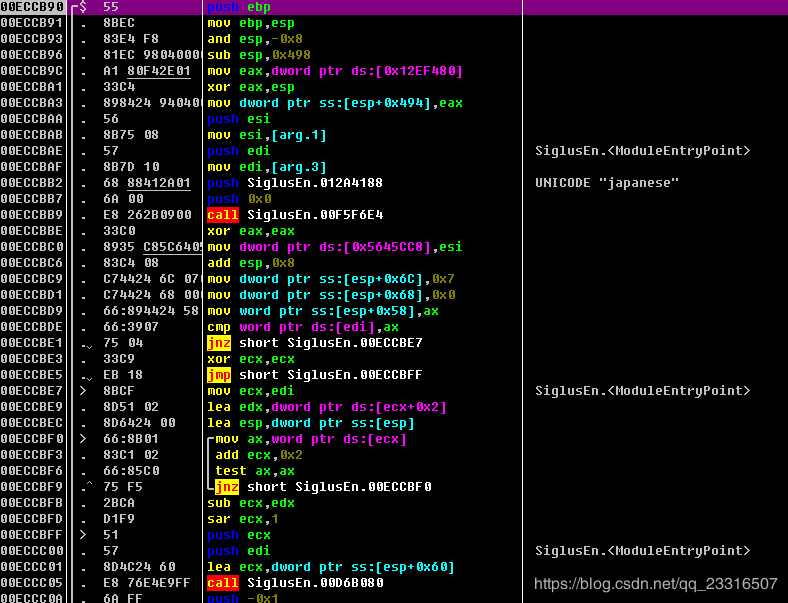 00ECCB90 ┌$ 55 push ebp
00ECCB91 . 8BEC mov ebp,esp
00ECCB93 . 83E4 F8 and esp,-0x8
00ECCB96 . 81EC 98040000 sub esp,0x498
00ECCB9C . A1 80F42E01 mov eax,dword ptr ds:[0x12EF480]
00ECCBA1 . 33C4 xor eax,esp
00ECCBA3 . 898424 940400 mov dword ptr ss:[esp+0x494],eax
00ECCBAA . 56 push esi
00ECCBAB . 8B75 08 mov esi,[arg.1]
00ECCBAE . 57 push edi SiglusEn.<ModuleEntryPoint>
00ECCBAF . 8B7D 10 mov edi,[arg.3]
00ECCBB2 . 68 88412A01 push SiglusEn.012A4188 UNICODE "japanese"
00ECCBB7 . 6A 00 push 0x0
00ECCBB9 . E8 262B0900 call SiglusEn.00F5F6E4
00ECCBBE . 33C0 xor eax,eax
00ECCBC0 . 8935 C85C6405 mov dword ptr ds:[0x5645CC8],esi
00ECCBC6 . 83C4 08 add esp,0x8
00ECCBC9 . C74424 6C 070 mov dword ptr ss:[esp+0x6C],0x7
00ECCBD1 . C74424 68 000 mov dword ptr ss:[esp+0x68],0x0
00ECCBD9 . 66:894424 58 mov word ptr ss:[esp+0x58],ax
00ECCBDE . 66:3907 cmp word ptr ds:[edi],ax
00ECCBE1 . 75 04 jnz short SiglusEn.00ECCBE7
00ECCBE3 . 33C9 xor ecx,ecx
00ECCBE5 . EB 18 jmp short SiglusEn.00ECCBFF
00ECCBE7 > 8BCF mov ecx,edi SiglusEn.<ModuleEntryPoint>
00ECCBE9 . 8D51 02 lea edx,dword ptr ds:[ecx+0x2]
00ECCBEC . 8D6424 00 lea esp,dword ptr ss:[esp]
00ECCBF0 > 66:8B01 mov ax,word ptr ds:[ecx]
00ECCBF3 . 83C1 02 add ecx,0x2
00ECCBF6 . 66:85C0 test ax,ax
00ECCBF9 .^ 75 F5 jnz short SiglusEn.00ECCBF0
00ECCBFB . 2BCA sub ecx,edx
00ECCBFD . D1F9 sar ecx,1
00ECCBFF > 51 push ecx
00ECCC00 . 57 push edi SiglusEn.<ModuleEntryPoint>
00ECCC01 . 8D4C24 60 lea ecx,dword ptr ss:[esp+0x60]
00ECCC05 . E8 76E4E9FF call SiglusEn.00D6B080
00ECCC0A . 6A FF push -0x1
https://blog.csdn.net/qq_23316507